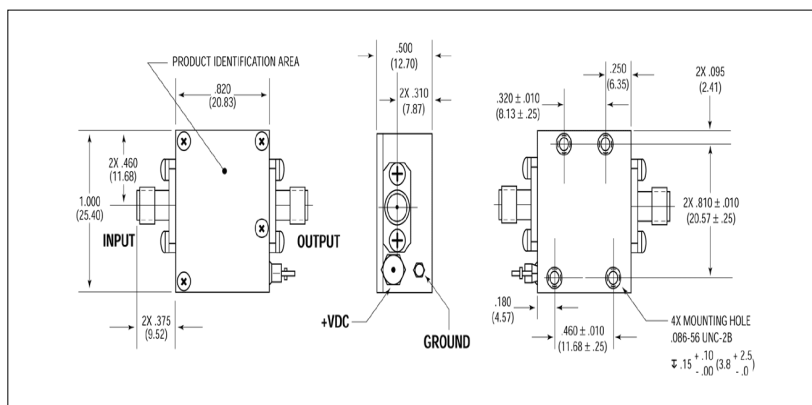 PRODUCT IDENTIFICATION AREA
.820
(20.83)
2X .460
(11.68)
1.000
(25.40)
INPUT
OUTPUT
2X .375
(9.52)
.500
(12.70)
2X .310
(7.87)
+VDC
GROUND
.250
(6.35)
2X .095
(2.41)
.320 ± .010
(8.13 ± .25)
2X .810 ± .010
(20.57 ± .25)
.180
(4.57)
.460 ± .010
(11.68 ± .25)
4X MOUNTING HOLE
.086-56 UNC-2B
↧ .15 + .10 - .00 (3.8 + 2.5 - .0)